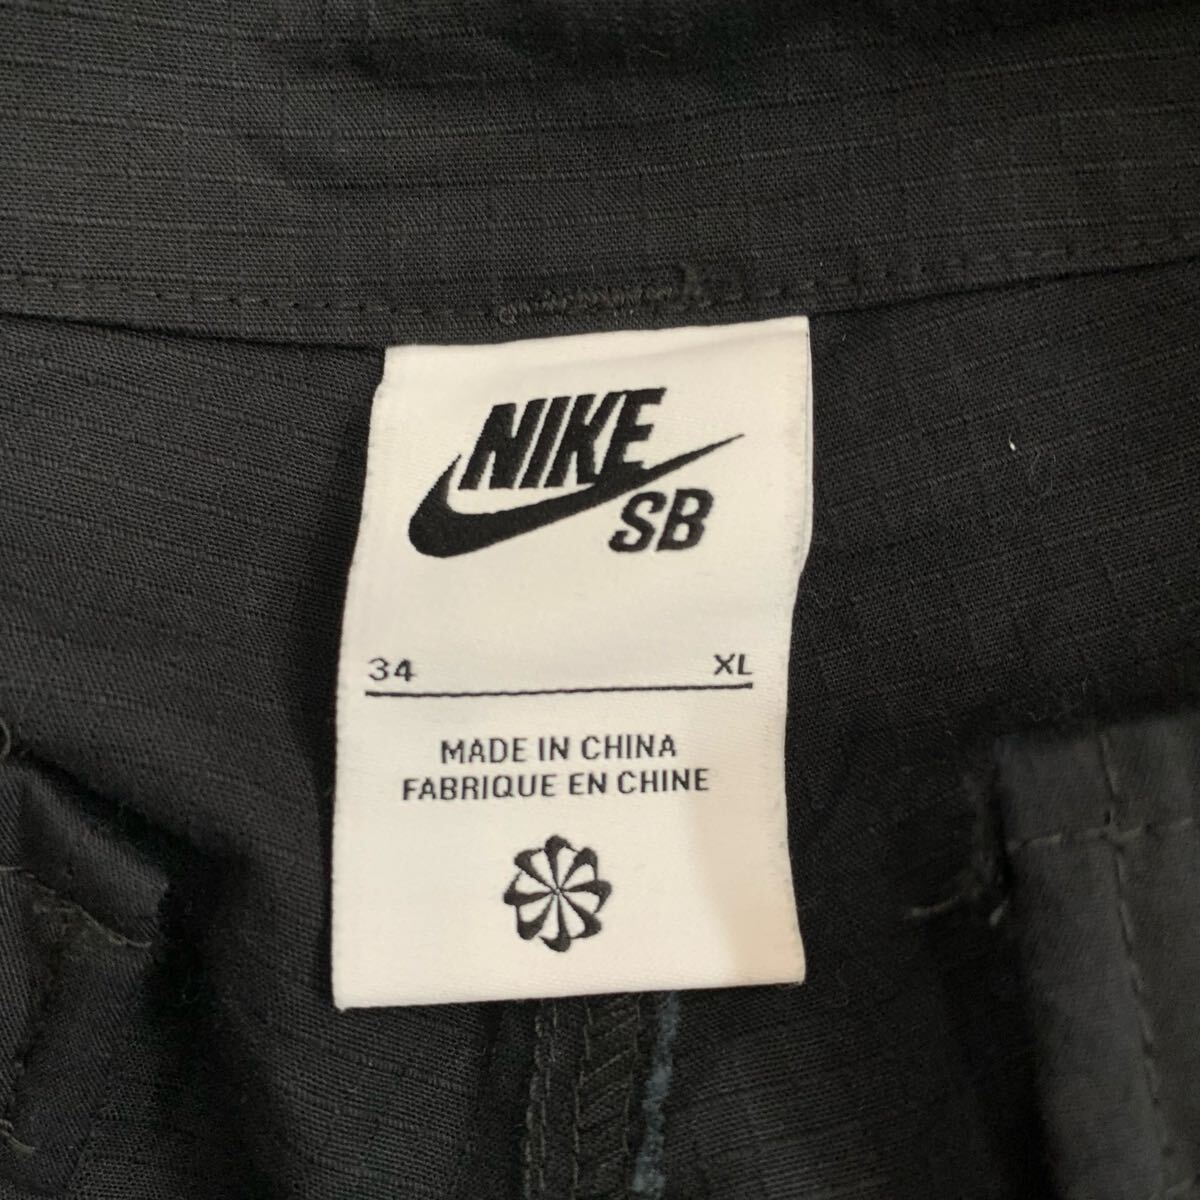 NIKE
SB
34 XL
MADE IN CHINA
FABRIQUE EN CHINE